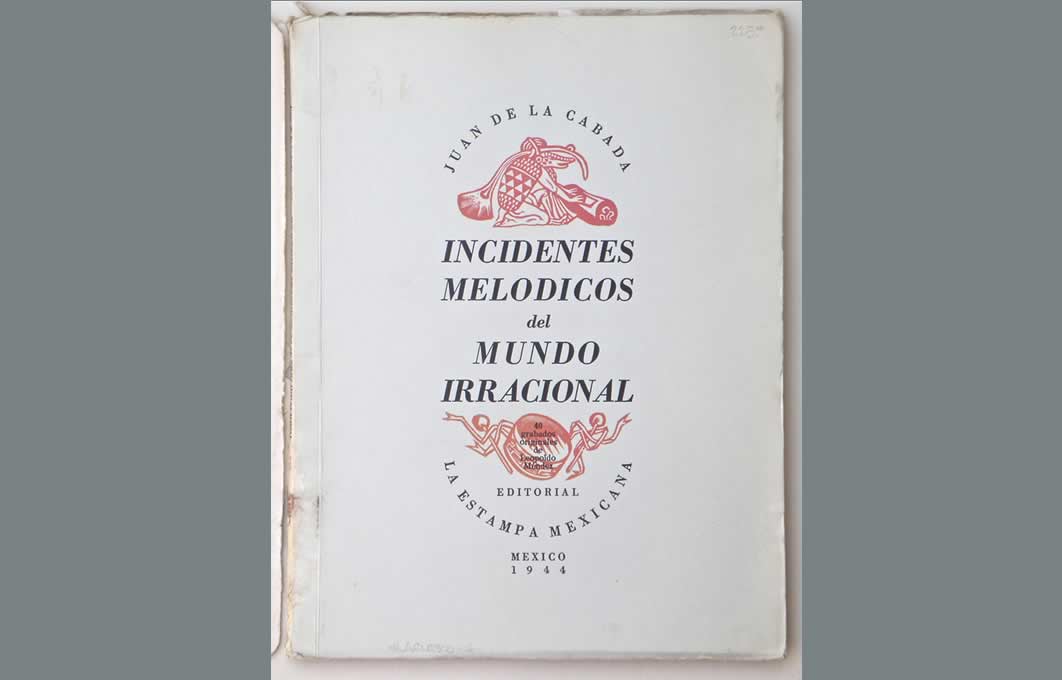 JUAN DE LA CABADA
INCIDENTES
MELODICOS
del
MUNDO
IRRACIONAL
40
grabados
originales
de
Leopoldo
Méndez
EDITORIAL
LA ESTAMPA MEXICANA
MEXICO
1944